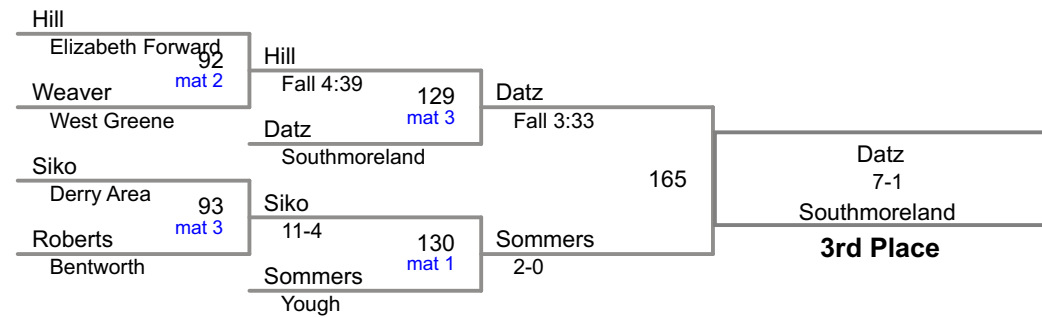 Hill
Elizabeth Forward
92
mat 2
Weaver
West Greene
Siko
Derry Area
93
mat 3
Roberts
Bentworth
Hill
Fall 4:39
129
mat 3
Datz
Southmoreland
Siko
11-4
130
mat 1
Sommers
Yough
Datz
Fall 3:33
165
Sommers
2-0
Datz
7-1
Southmoreland
3rd Place